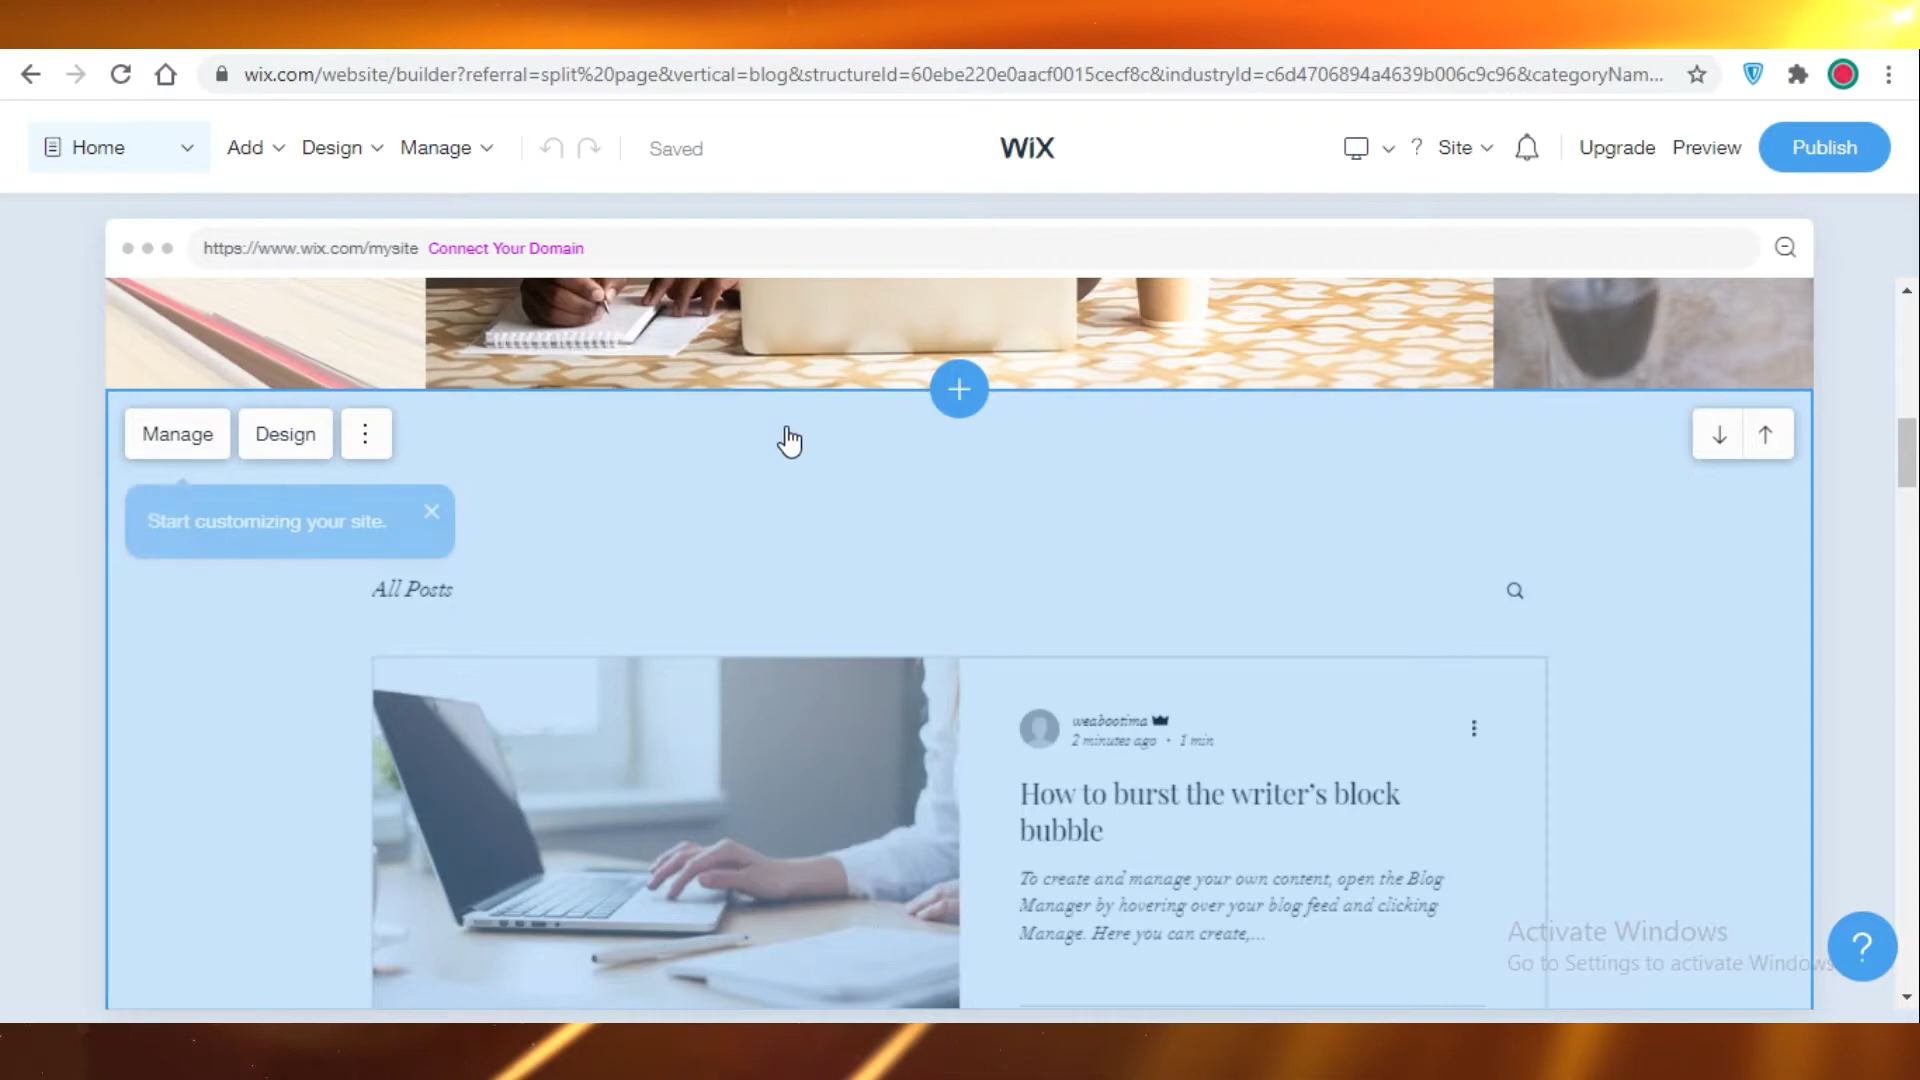 wix.com/website/builder?referral=split%20page&vertical=blog&structureId=60ebe220e0aacf0015cecf8c&industryId=c6d4706894a4639b006c9c96&categoryNam...
Home Add Design Manage Saved WiX ? Site Upgrade Preview Publish
https://www.wix.com/mysite Connect Your Domain
Manage Design
Start customizing your site.
All Posts
weabootima
2 minutes ago · 1 min
How to burst the writer's block
bubble
To create and manage your own content, open the Blog
Manager by hovering over your blog feed and clicking
Manage. Here you can create,...
Activate Windows
Go to Settings to activate Windows
?